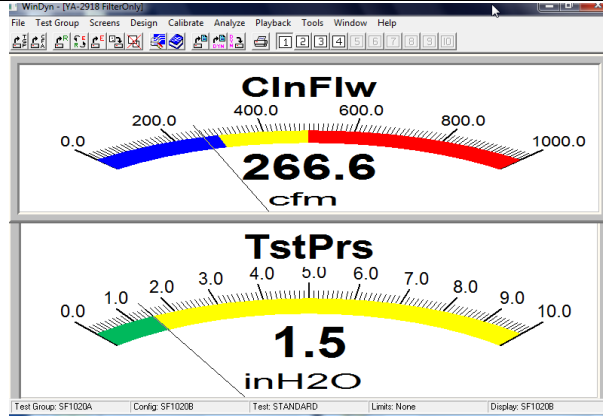 WinDyn - [YA-2918 FilterOnly]
File Test Group Screens Design Calibrate Analyze Playback Tools Window Help
1 2 3 4 5 6 7 8 9 10
ClnFlw
0.0 200.0 400.0 600.0 800.0 1000.0
266.6
cfm
TstPrs
0.0 1.0 2.0 3.0 4.0 5.0 6.0 7.0 8.0 9.0 10.0
1.5
inH2O
Test Group: SF1020A Config: SF1020B Test: STANDARD Limits: None Display: SF1020B